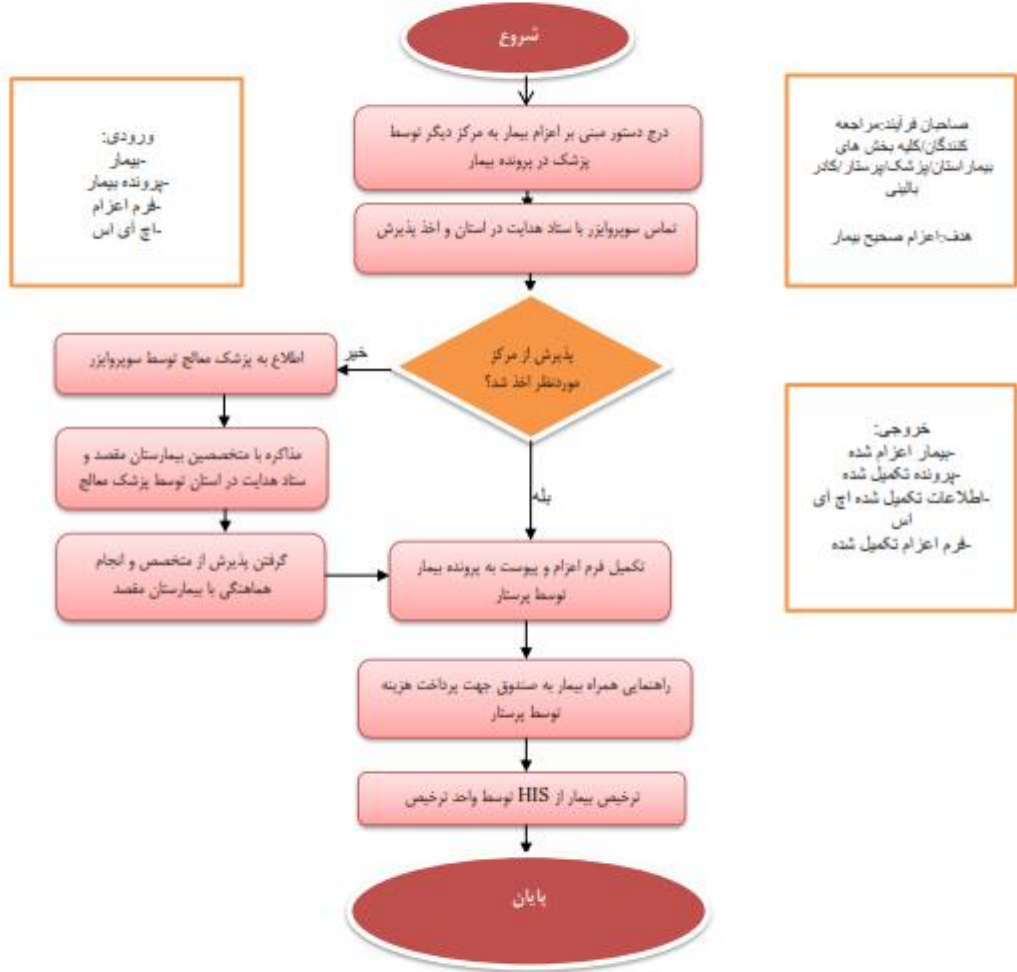 شروع
صاحبان فرآیند:مراجعه
کنندگان/کلیه بخش های
بیمارستان/پزشک/پرستار/کادر
بالینی
هدف:اعزام صحیح بیمار
ورودی:
-بیمار
-پرونده بیمار
-فرم اعزام
-اچ آی اس
درج دستور مبنی بر اعزام بیمار به مرکز دیگر توسط
پزشک در پرونده بیمار
تماس سوپروایزر با ستاد هدایت در استان و اخذ پذیرش
پذیرش از مرکز
موردنظر اخذ شد؟
خیر
اطلاع به پزشک معالج توسط سوپروایزر
مذاکره با متخصصین بیمارستان مقصد و
ستاد هدایت در استان توسط پزشک معالج
گرفتن پذیرش از متخصص و انجام
هماهنگی با بیمارستان مقصد
بله
خروجی:
-بیمار اعزام شده
-پرونده تکمیل شده
-اطلاعات تکمیل شده اچ آی
اس
-فرم اعزام تکمیل شده
تکمیل فرم اعزام و پیوست به پرونده بیمار
توسط پرستار
راهنمایی همراه بیمار به صندوق جهت پرداخت هزینه
توسط پرستار
ترخیص بیمار از HIS توسط واحد ترخیص
پایان